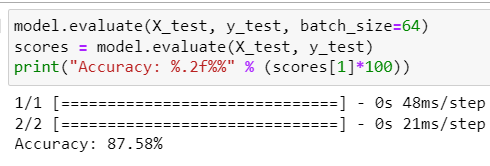 model.evaluate(X_test, y_test, batch_size=64)
scores = model.evaluate(X_test, y_test)
print("Accuracy: %.2f%%" % (scores[1]*100))
1/1 [==============================] - 0s 48ms/step
2/2 [==============================] - 0s 21ms/step
Accuracy: 87.58%